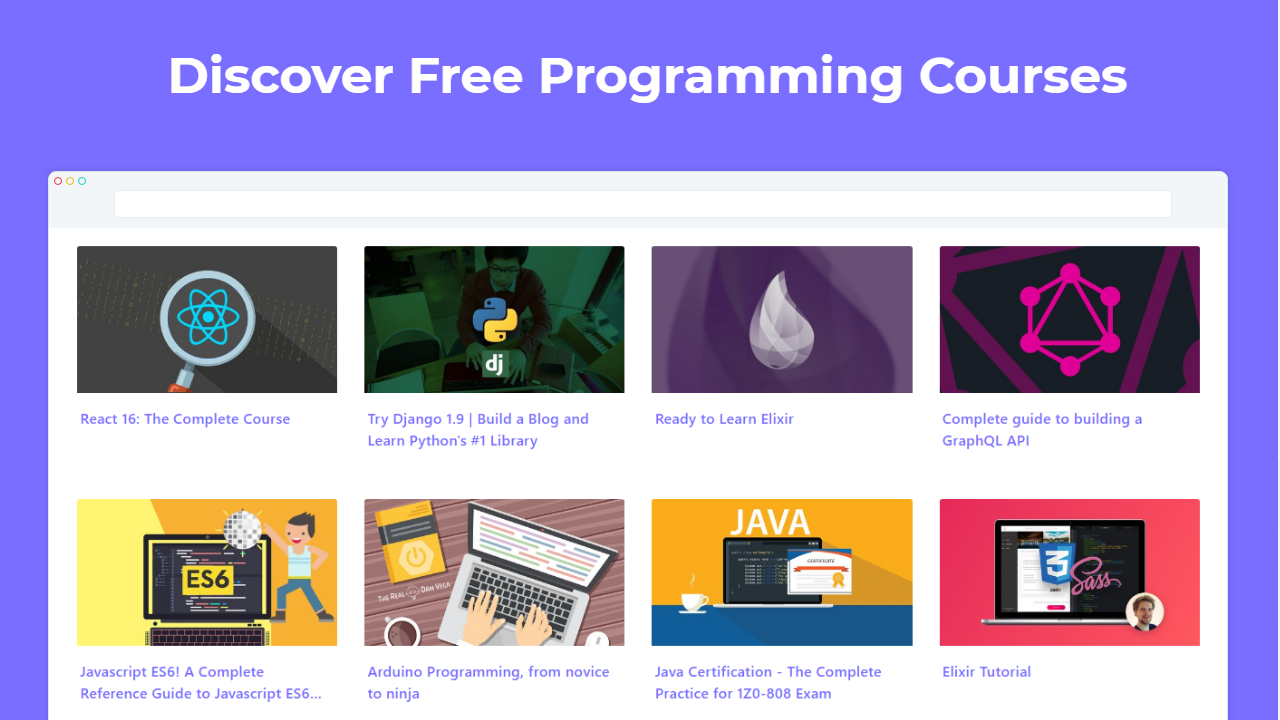 Discover Free Programming Courses
dj
React 16: The Complete Course
Try Django 1.9 | Build a Blog and
Learn Python's #1 Library
Ready to Learn Elixir
Complete guide to building a
GraphQL API
ES6
THE REAL DAN VEGA
JAVA
CERTIFICATE
3
Sass
Javascript ES6! A Complete
Reference Guide to Javascript ES6...
Arduino Programming, from novice
to ninja
Java Certification - The Complete
Practice for 1Z0-808 Exam
Elixir Tutorial